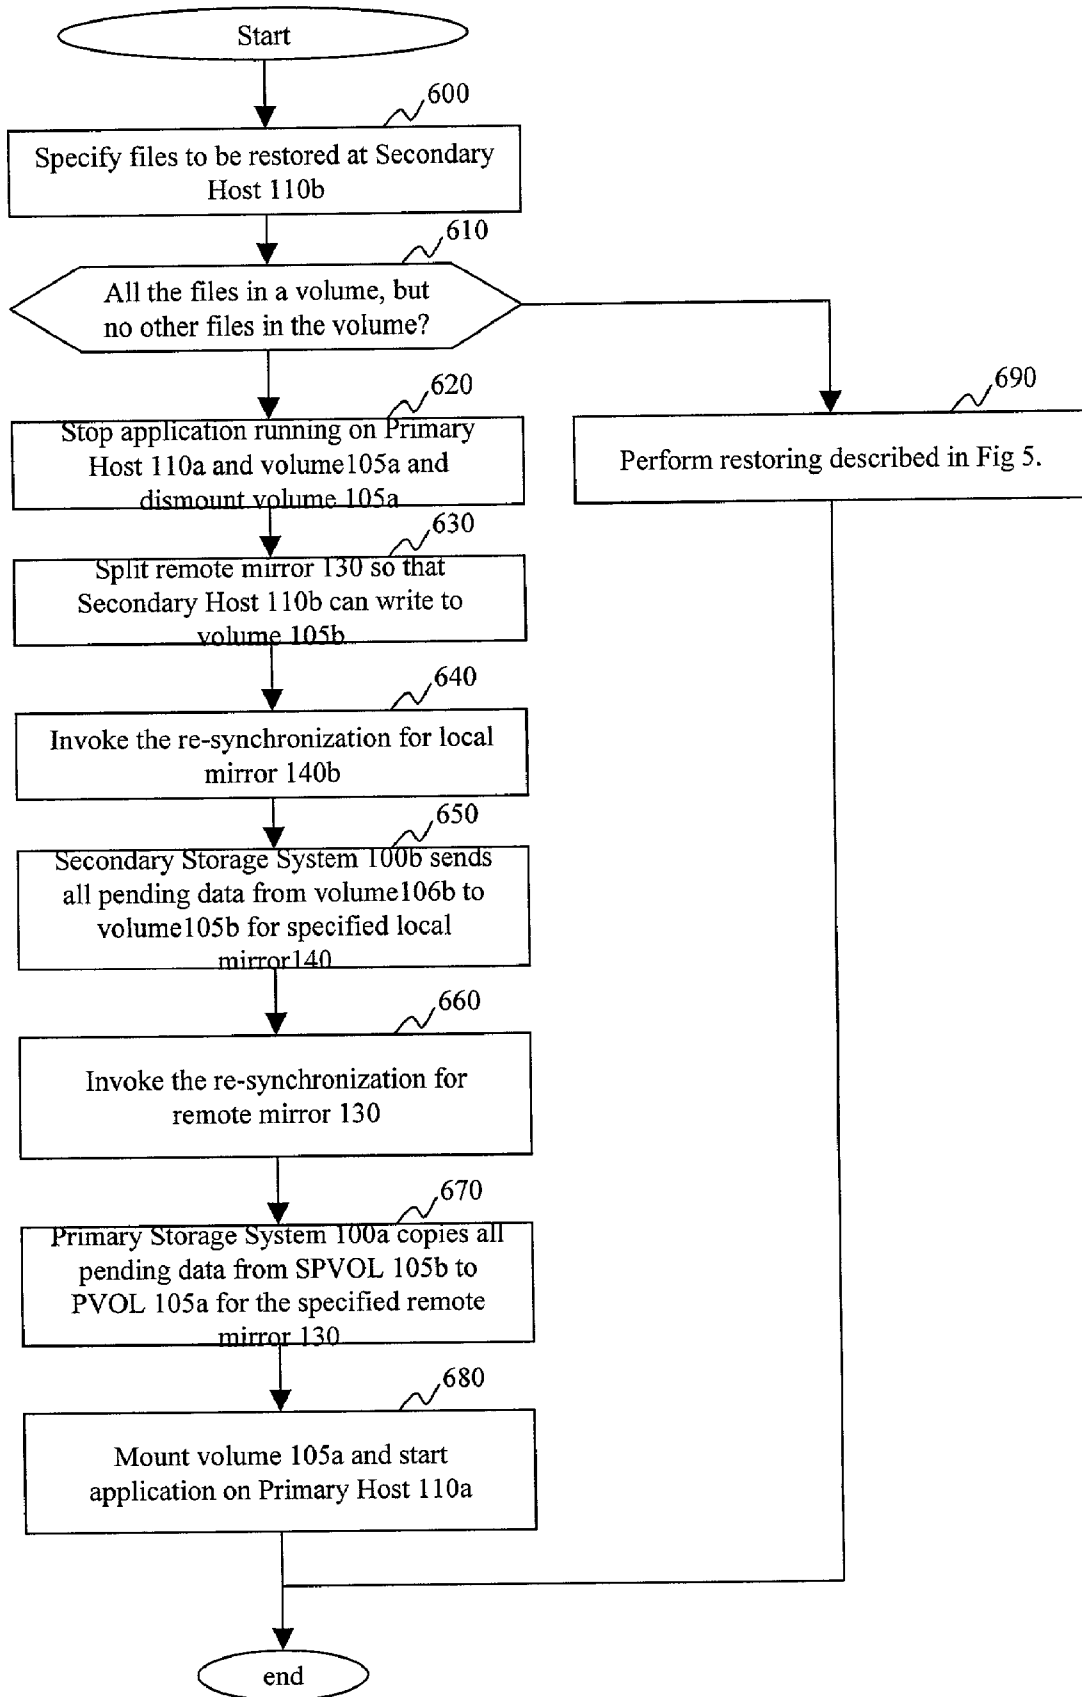 Start
600
Specify files to be restored at Secondary
Host 110b
610
All the files in a volume, but
no other files in the volume?
620
Stop application running on Primary
Host 110a and volume105a and
dismount volume 105a
690
Perform restoring described in Fig 5.
630
Split remote mirror 130 so that
Secondary Host 110b can write to
volume 105b
640
Invoke the re-synchronization for local
mirror 140b
650
Secondary Storage System 100b sends
all pending data from volume106b to
volume105b for specified local
mirror140
660
Invoke the re-synchronization for
remote mirror 130
670
Primary Storage System 100a copies all
pending data from SPVOL 105b to
PVOL 105a for the specified remote
mirror 130
680
Mount volume 105a and start
application on Primary Host 110a
end